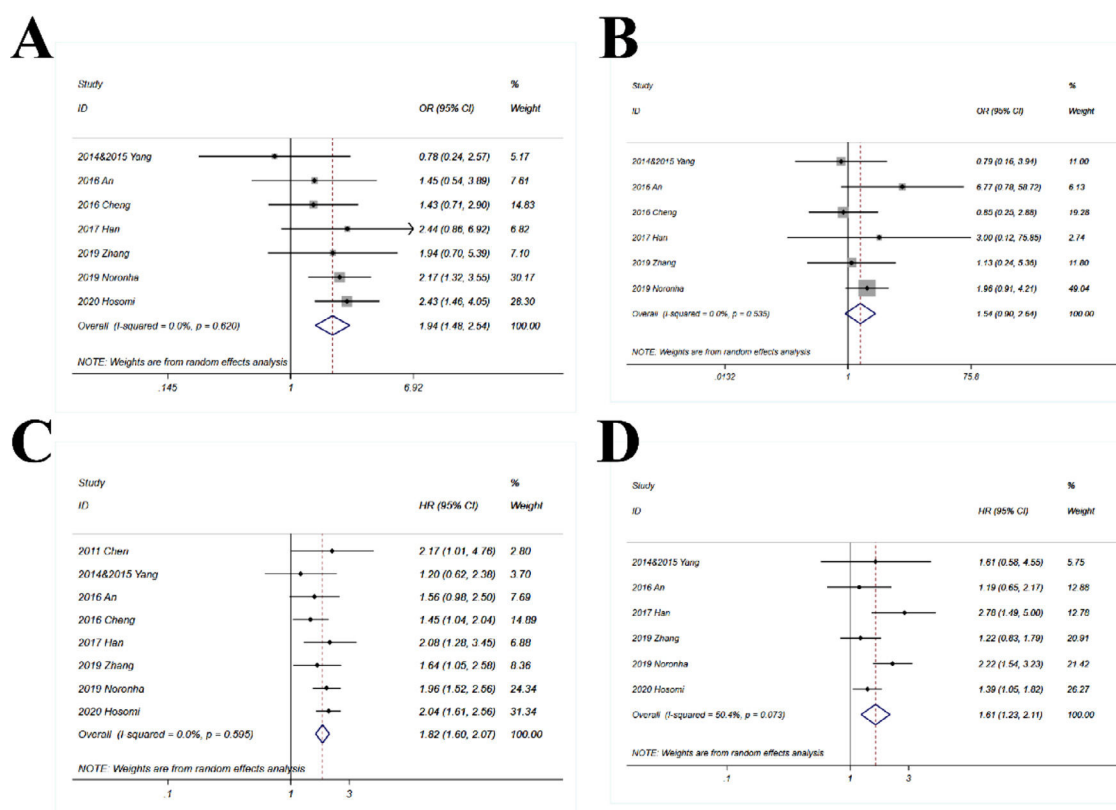 A
Study %
ID OR (95% CI) Weight
2014&2015 Yang 0.78 (0.24, 2.57) 5.17
2016 An 1.45 (0.54, 3.89) 7.61
2016 Cheng 1.43 (0.71, 2.90) 14.83
2017 Han 2.44 (0.86, 6.92) 6.82
2019 Zhang 1.94 (0.70, 5.39) 7.10
2019 Noronha 2.17 (1.32, 3.55) 30.17
2020 Hosomi 2.43 (1.46, 4.05) 28.30
Overall (I-squared = 0.0%, p = 0.620) 1.94 (1.48, 2.54) 100.00
NOTE: Weights are from random effects analysis
.145 1 6.92
B
Study %
ID OR (95% CI) Weight
2014&2015 Yang 0.79 (0.16, 3.94) 11.00
2016 An 6.77 (0.78, 58.72) 6.13
2016 Cheng 0.85 (0.25, 2.88) 19.28
2017 Han 3.00 (0.12, 75.85) 2.74
2019 Zhang 1.13 (0.24, 5.36) 11.80
2019 Noronha 1.96 (0.91, 4.21) 49.04
Overall (I-squared = 0.0%, p = 0.535) 1.54 (0.90, 2.64) 100.00
NOTE: Weights are from random effects analysis
.0132 1 75.8
C
Study %
ID HR (95% CI) Weight
2011 Chen 2.17 (1.01, 4.76) 2.80
2014&2015 Yang 1.20 (0.62, 2.38) 3.70
2016 An 1.56 (0.98, 2.50) 7.69
2016 Cheng 1.45 (1.04, 2.04) 14.89
2017 Han 2.08 (1.28, 3.45) 6.88
2019 Zhang 1.64 (1.05, 2.58) 8.36
2019 Noronha 1.96 (1.52, 2.56) 24.34
2020 Hosomi 2.04 (1.61, 2.56) 31.34
Overall (I-squared = 0.0%, p = 0.595) 1.82 (1.60, 2.07) 100.00
NOTE: Weights are from random effects analysis
.1 1 3
D
Study %
ID HR (95% CI) Weight
2014&2015 Yang 1.61 (0.58, 4.55) 5.75
2016 An 1.19 (0.65, 2.17) 12.88
2017 Han 2.78 (1.49, 5.00) 12.78
2019 Zhang 1.22 (0.83, 1.79) 20.91
2019 Noronha 2.22 (1.54, 3.23) 21.42
2020 Hosomi 1.39 (1.05, 1.82) 26.27
Overall (I-squared = 50.4%, p = 0.073) 1.61 (1.23, 2.11) 100.00
NOTE: Weights are from random effects analysis
.1 1 3